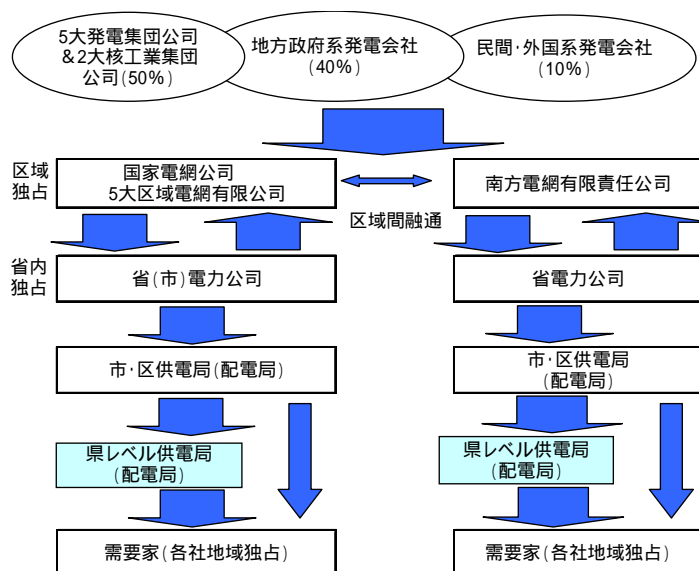 5大発電集団公司
&2大核工業集団
公司(50%)
地方政府系発電会社
(40%)
民間・外国系発電会社
(10%)
区域
独占
国家電網公司
5大区域電網有限公司
南方電網有限責任公司
区域間融通
省内
独占
省(市)電力公司
省電力公司
市・区供電局(配電局)
市・区供電局
(配電局)
県レベル供電局
(配電局)
県レベル供電局
(配電局)
需要家(各社地域独占)
需要家(各社地域独占)